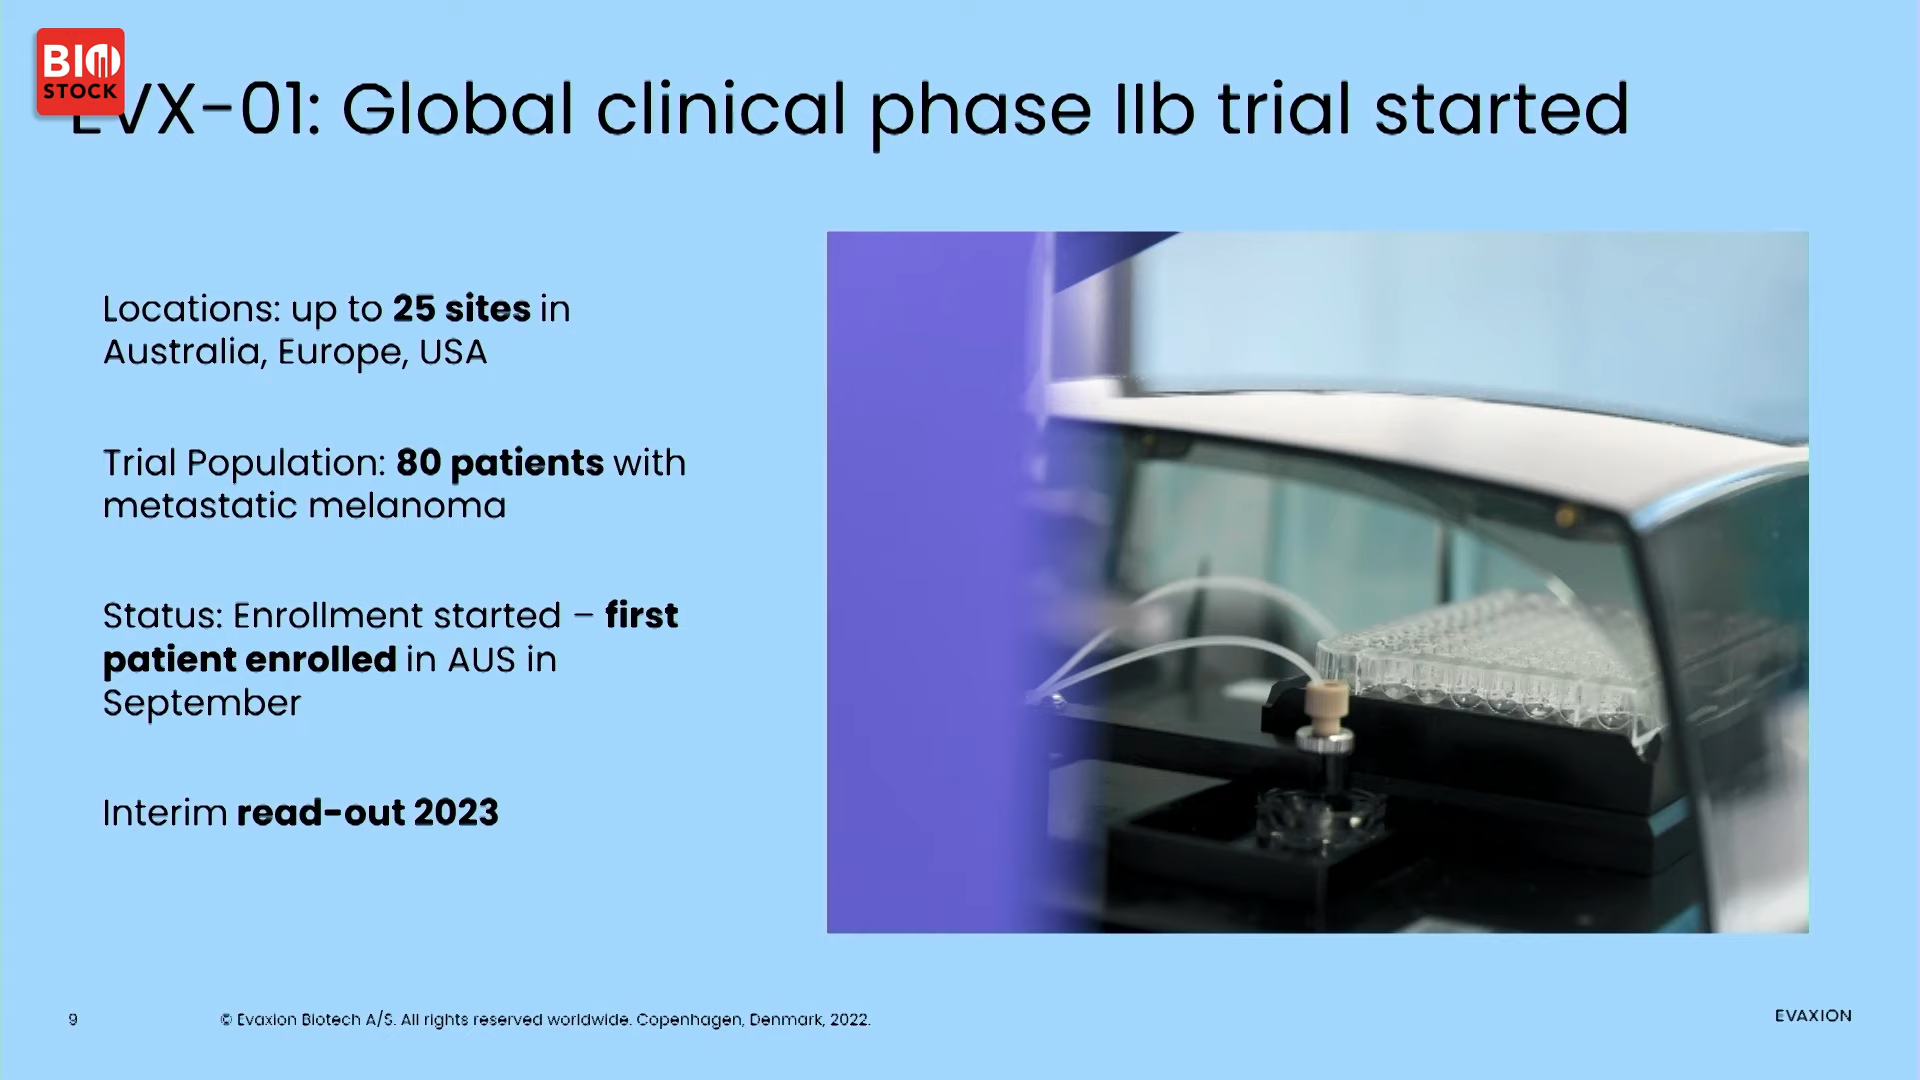 BIO
STOCK
EVX-01: Global clinical phase IIb trial started
Locations: up to 25 sites in
Australia, Europe, USA
Trial Population: 80 patients with
metastatic melanoma
Status: Enrollment started – first
patient enrolled in AUS in
September
Interim read-out 2023
9
© Evaxion Biotech A/S. All rights reserved worldwide. Copenhagen, Denmark, 2022.
EVAXION